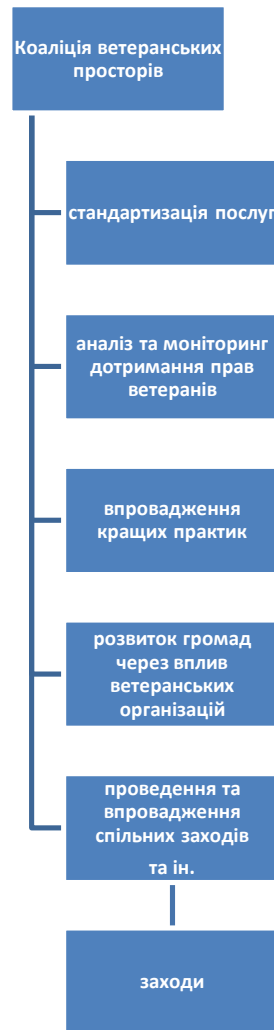 Коаліція ветеранських
просторів
стандартизація послуг
аналіз та моніторинг
дотримання прав
ветеранів
впровадження
кращих практик
розвиток громад
через вплив
ветеранських
організацій
проведення та
впровадження
спільних заходів
та ін.
заходи